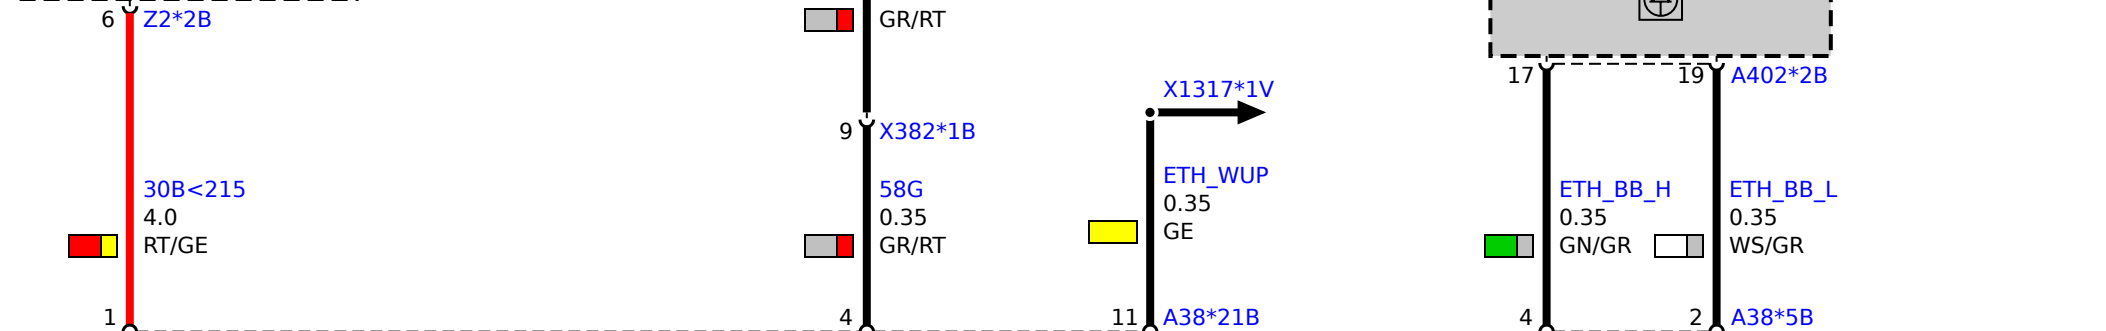 6 Z2*2B
GR/RT
17 19 A402*2B
X1317*1V
9 X382*1B
30B<215
4.0
RT/GE
58G
0.35
GR/RT
ETH_WUP
0.35
GE
ETH_BB_H
0.35
GN/GR
ETH_BB_L
0.35
WS/GR
1
4
11 A38*21B
4
2 A38*5B